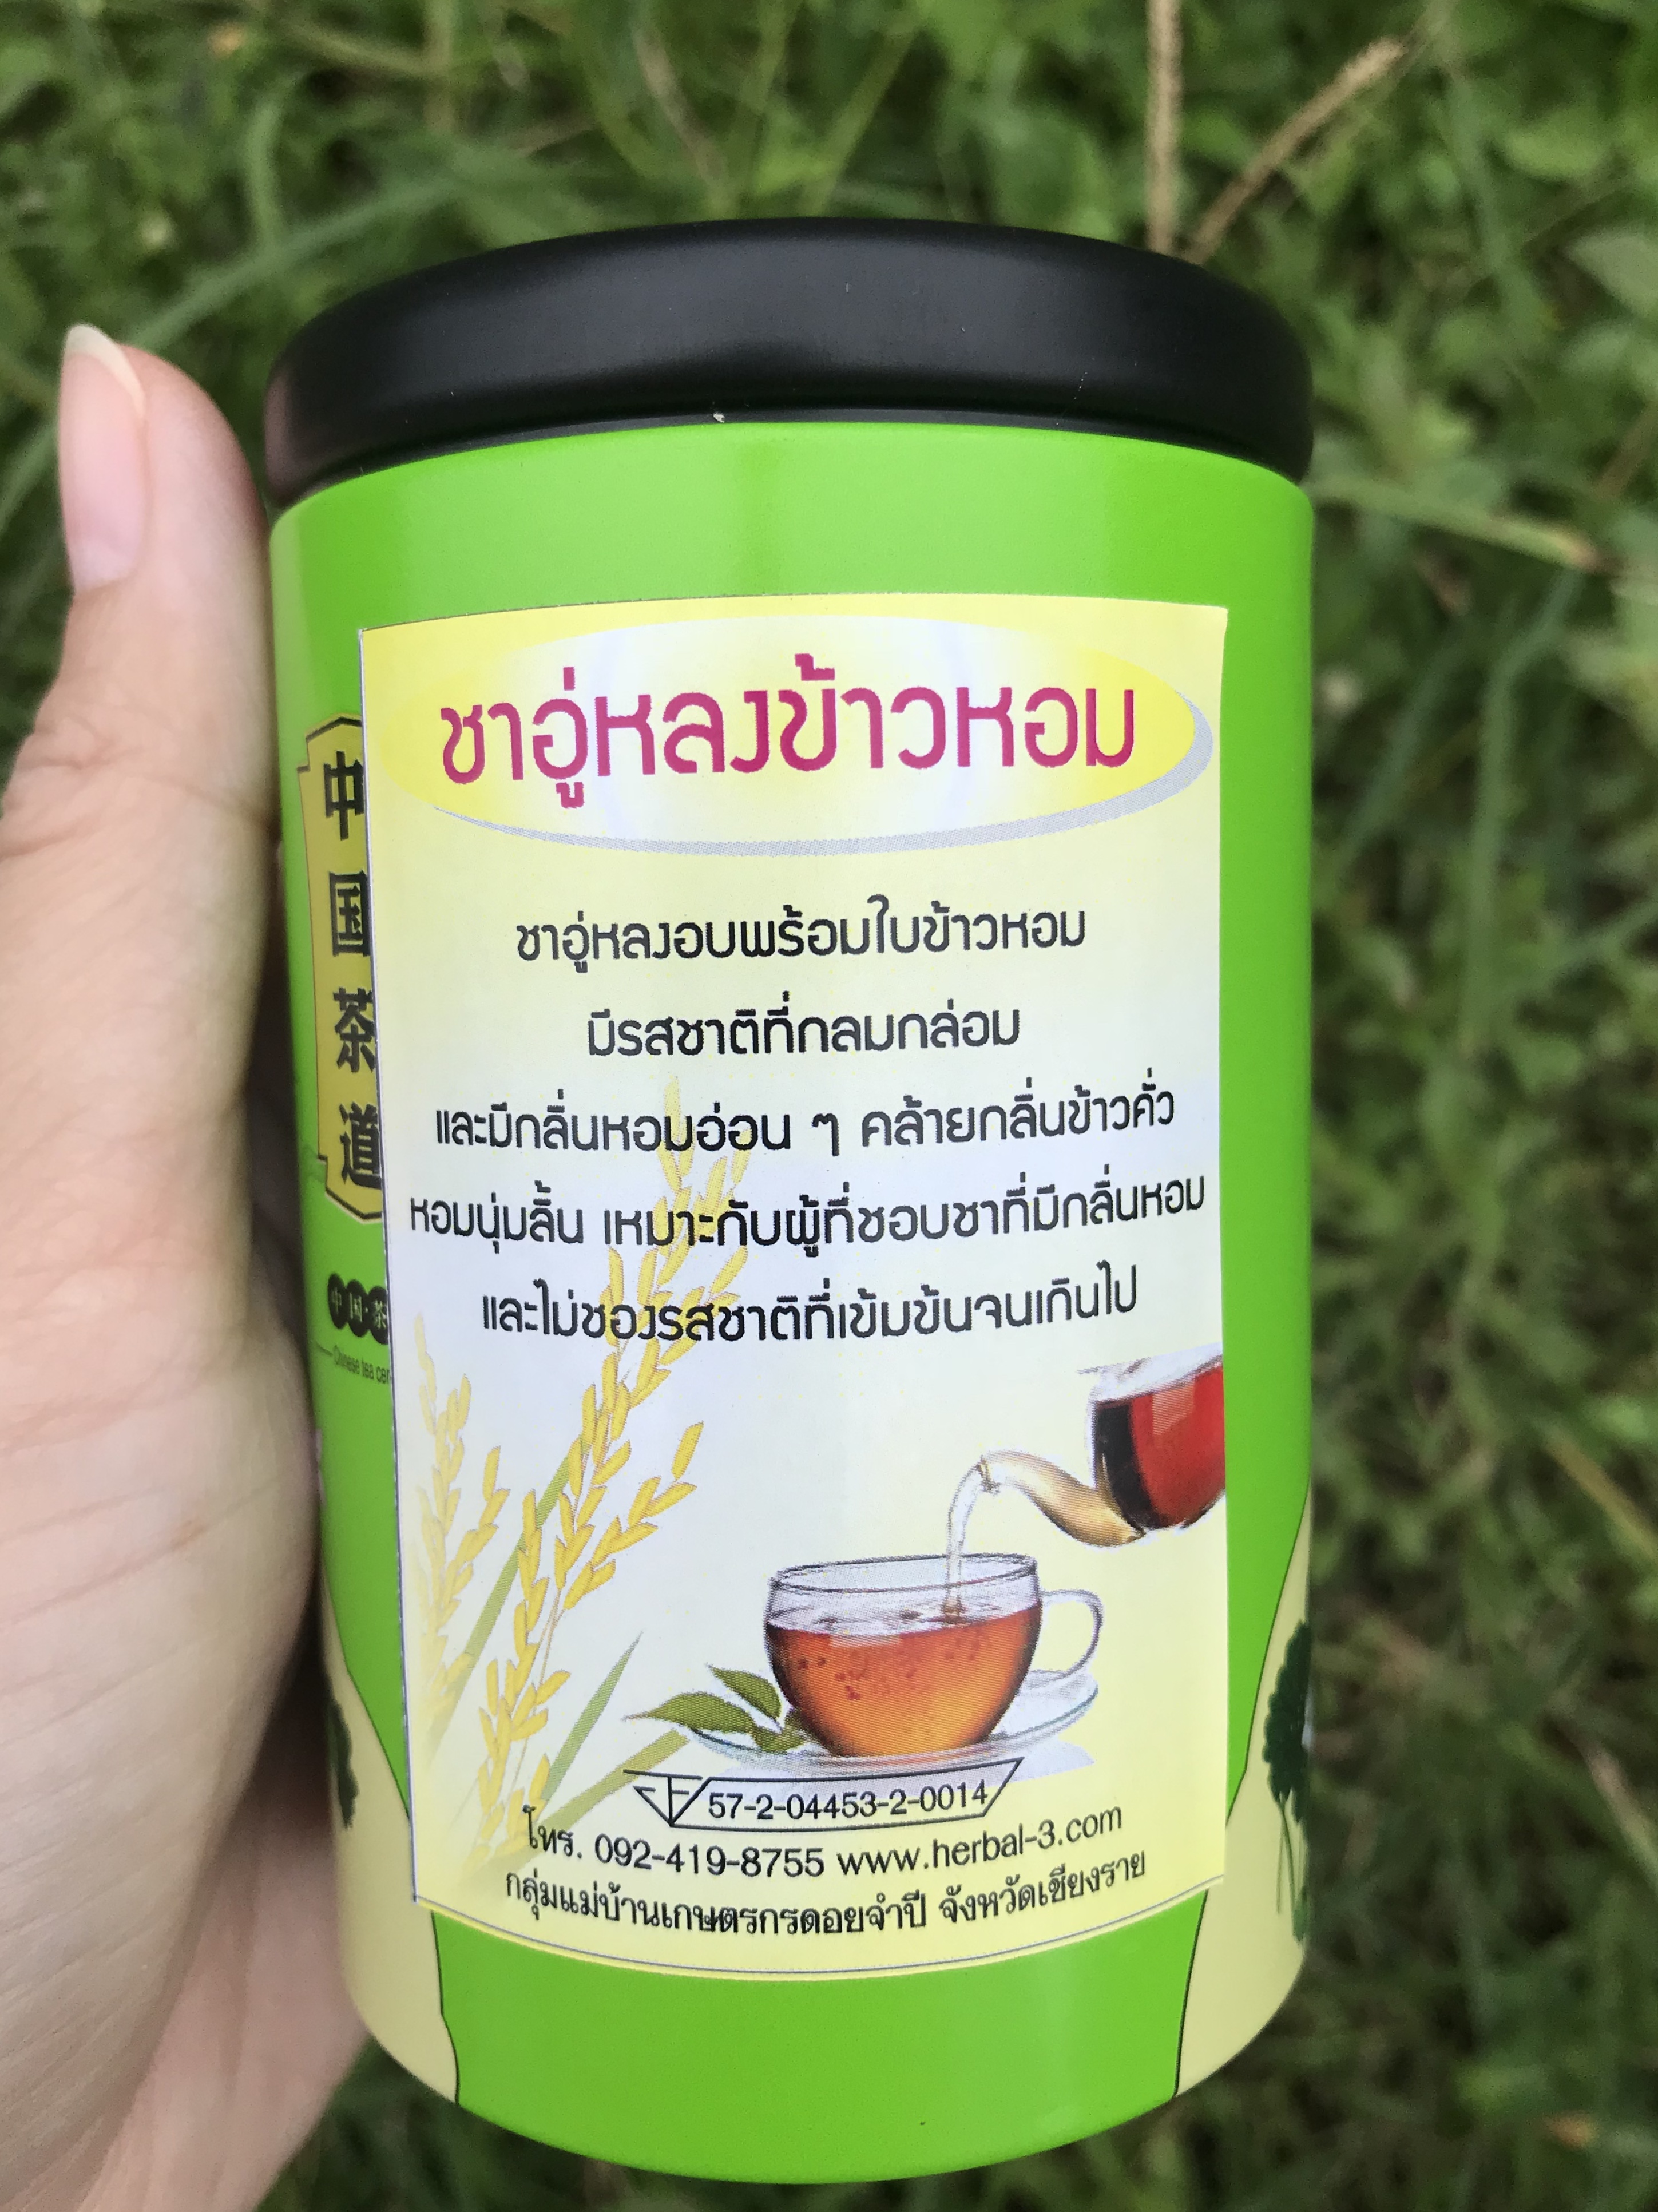 ชาอู่หลงข้าวหอม
ชาอู่หลงอบพร้อมใบข้าวหอม
มีรสชาติที่กลมกล่อม
และมีกลิ่นหอมอ่อน ๆ คล้ายกลิ่นข้าวคั่ว
หอมนุ่มลิ้น เหมาะกับผู้ที่ชอบชาที่มีกลิ่นหอม
และไม่ชองรสชาติที่เข้มข้นจนเกินไป
57-2-04453-2-0014
โทร. 092-419-8755 www.herbal-3.com
กลุ่มแม่บ้านเกษตรกรดอยจำปี จังหวัดเชียงราย
中
国
茶
道
中国·茶
Chinese tea cer